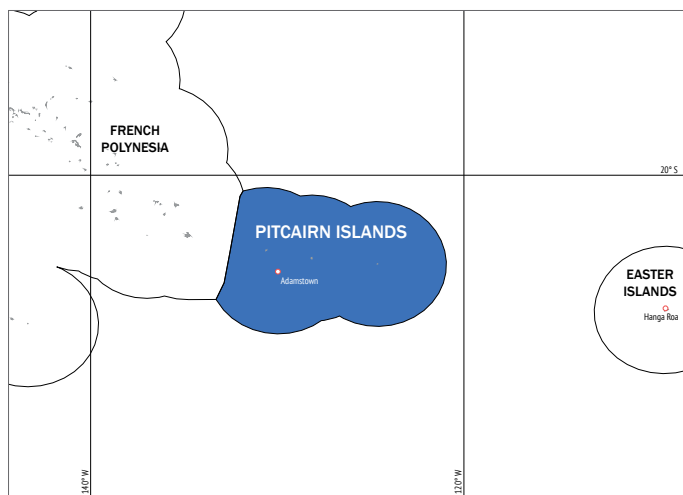 FRENCH
POLYNESIA
20° S
PITCAIRN ISLANDS
Adamstown
EASTER
ISLANDS
Hanga Roa
140° W
120° W